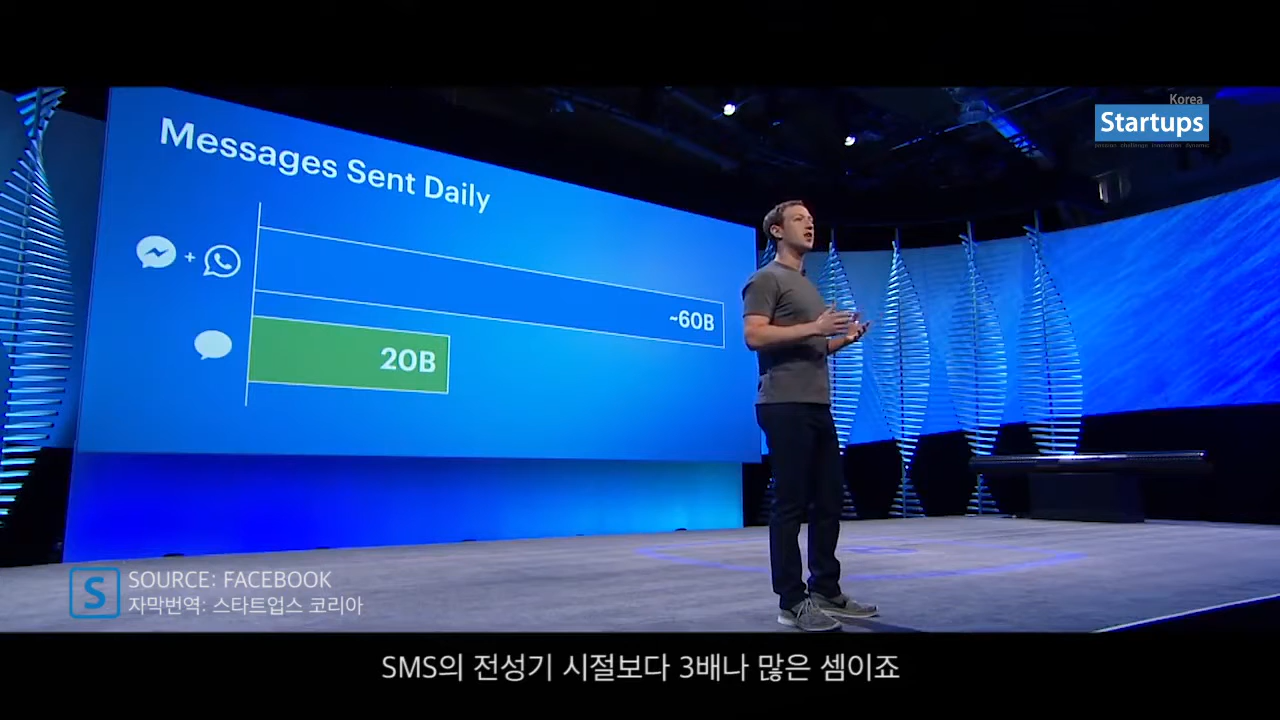 Korea
Startups
Messages Sent Daily
+
~60B
20B
S
SOURCE: FACEBOOK
자막번역: 스타트업스 코리아
SMS의 전성기 시절보다 3배나 많은 셈이죠